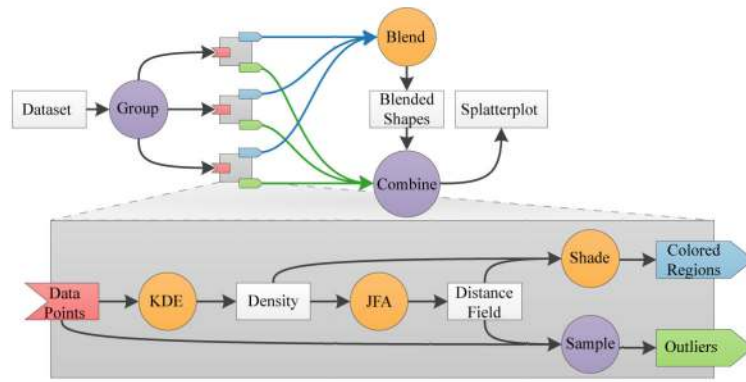 Blend
Dataset
Group
Blended
Shapes
Splatterplot
Combine
Shade
Colored
Regions
Data
Points
KDE
Density
JFA
Distance
Field
Sample
Outliers